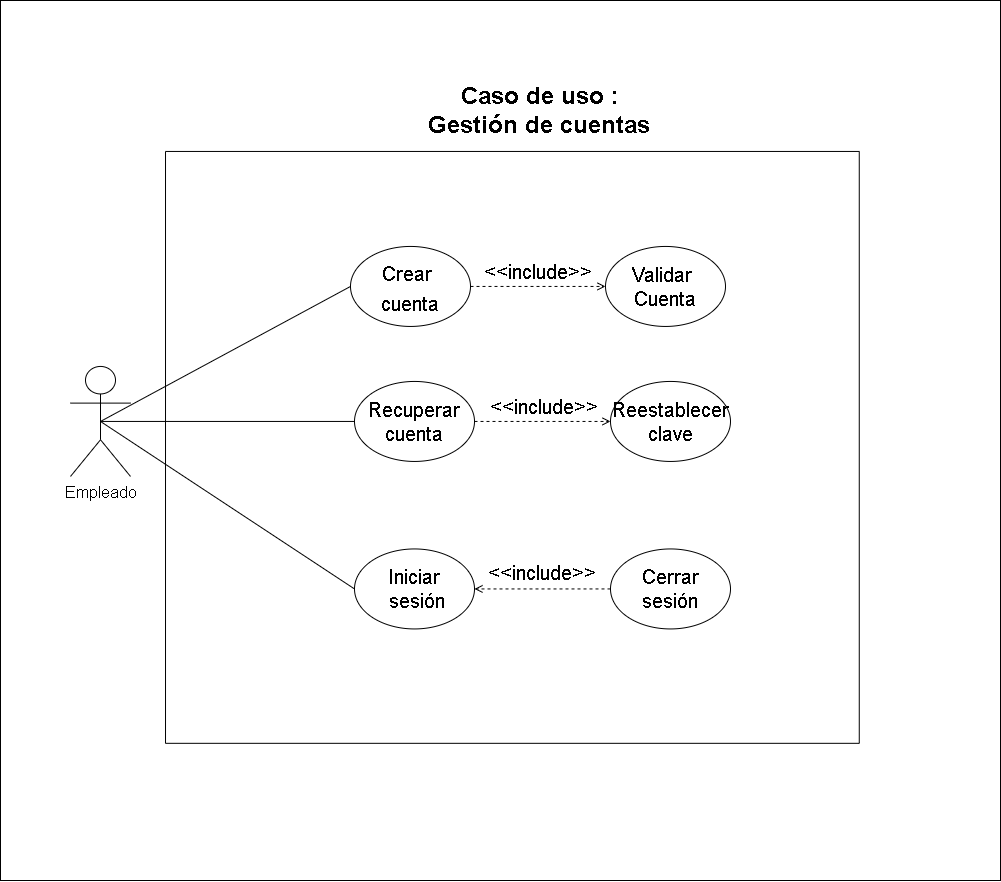 Caso de uso :
Gestión de cuentas
Crear
cuenta
<<include>>
Validar
Cuenta
Recuperar
cuenta
<<include>>
Reestablecer
clave
Empleado
Iniciar
sesión
<<include>>
Cerrar
sesión